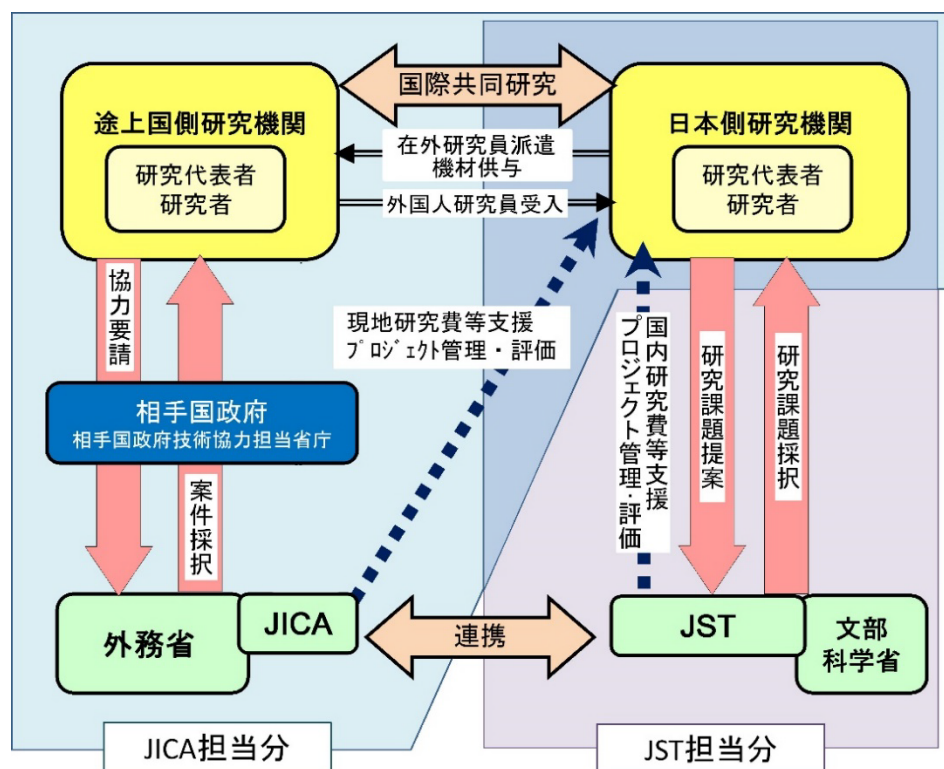 国際共同研究
途上国側研究機関
研究代表者
研究者
日本側研究機関
研究代表者
研究者
在外研究員派遣
機材供与
外国人研究員受入
協力要請
現地研究費等支援
ﾌﾟﾛｼﾞｪｸﾄ管理・評価
国内研究費等支援
プロジェクト管理・評価
研究課題提案
研究課題採択
相手国政府
相手国政府技術協力担当省庁
案件採択
外務省
JICA
連携
JST
文部
科学省
JICA担当分
JST担当分